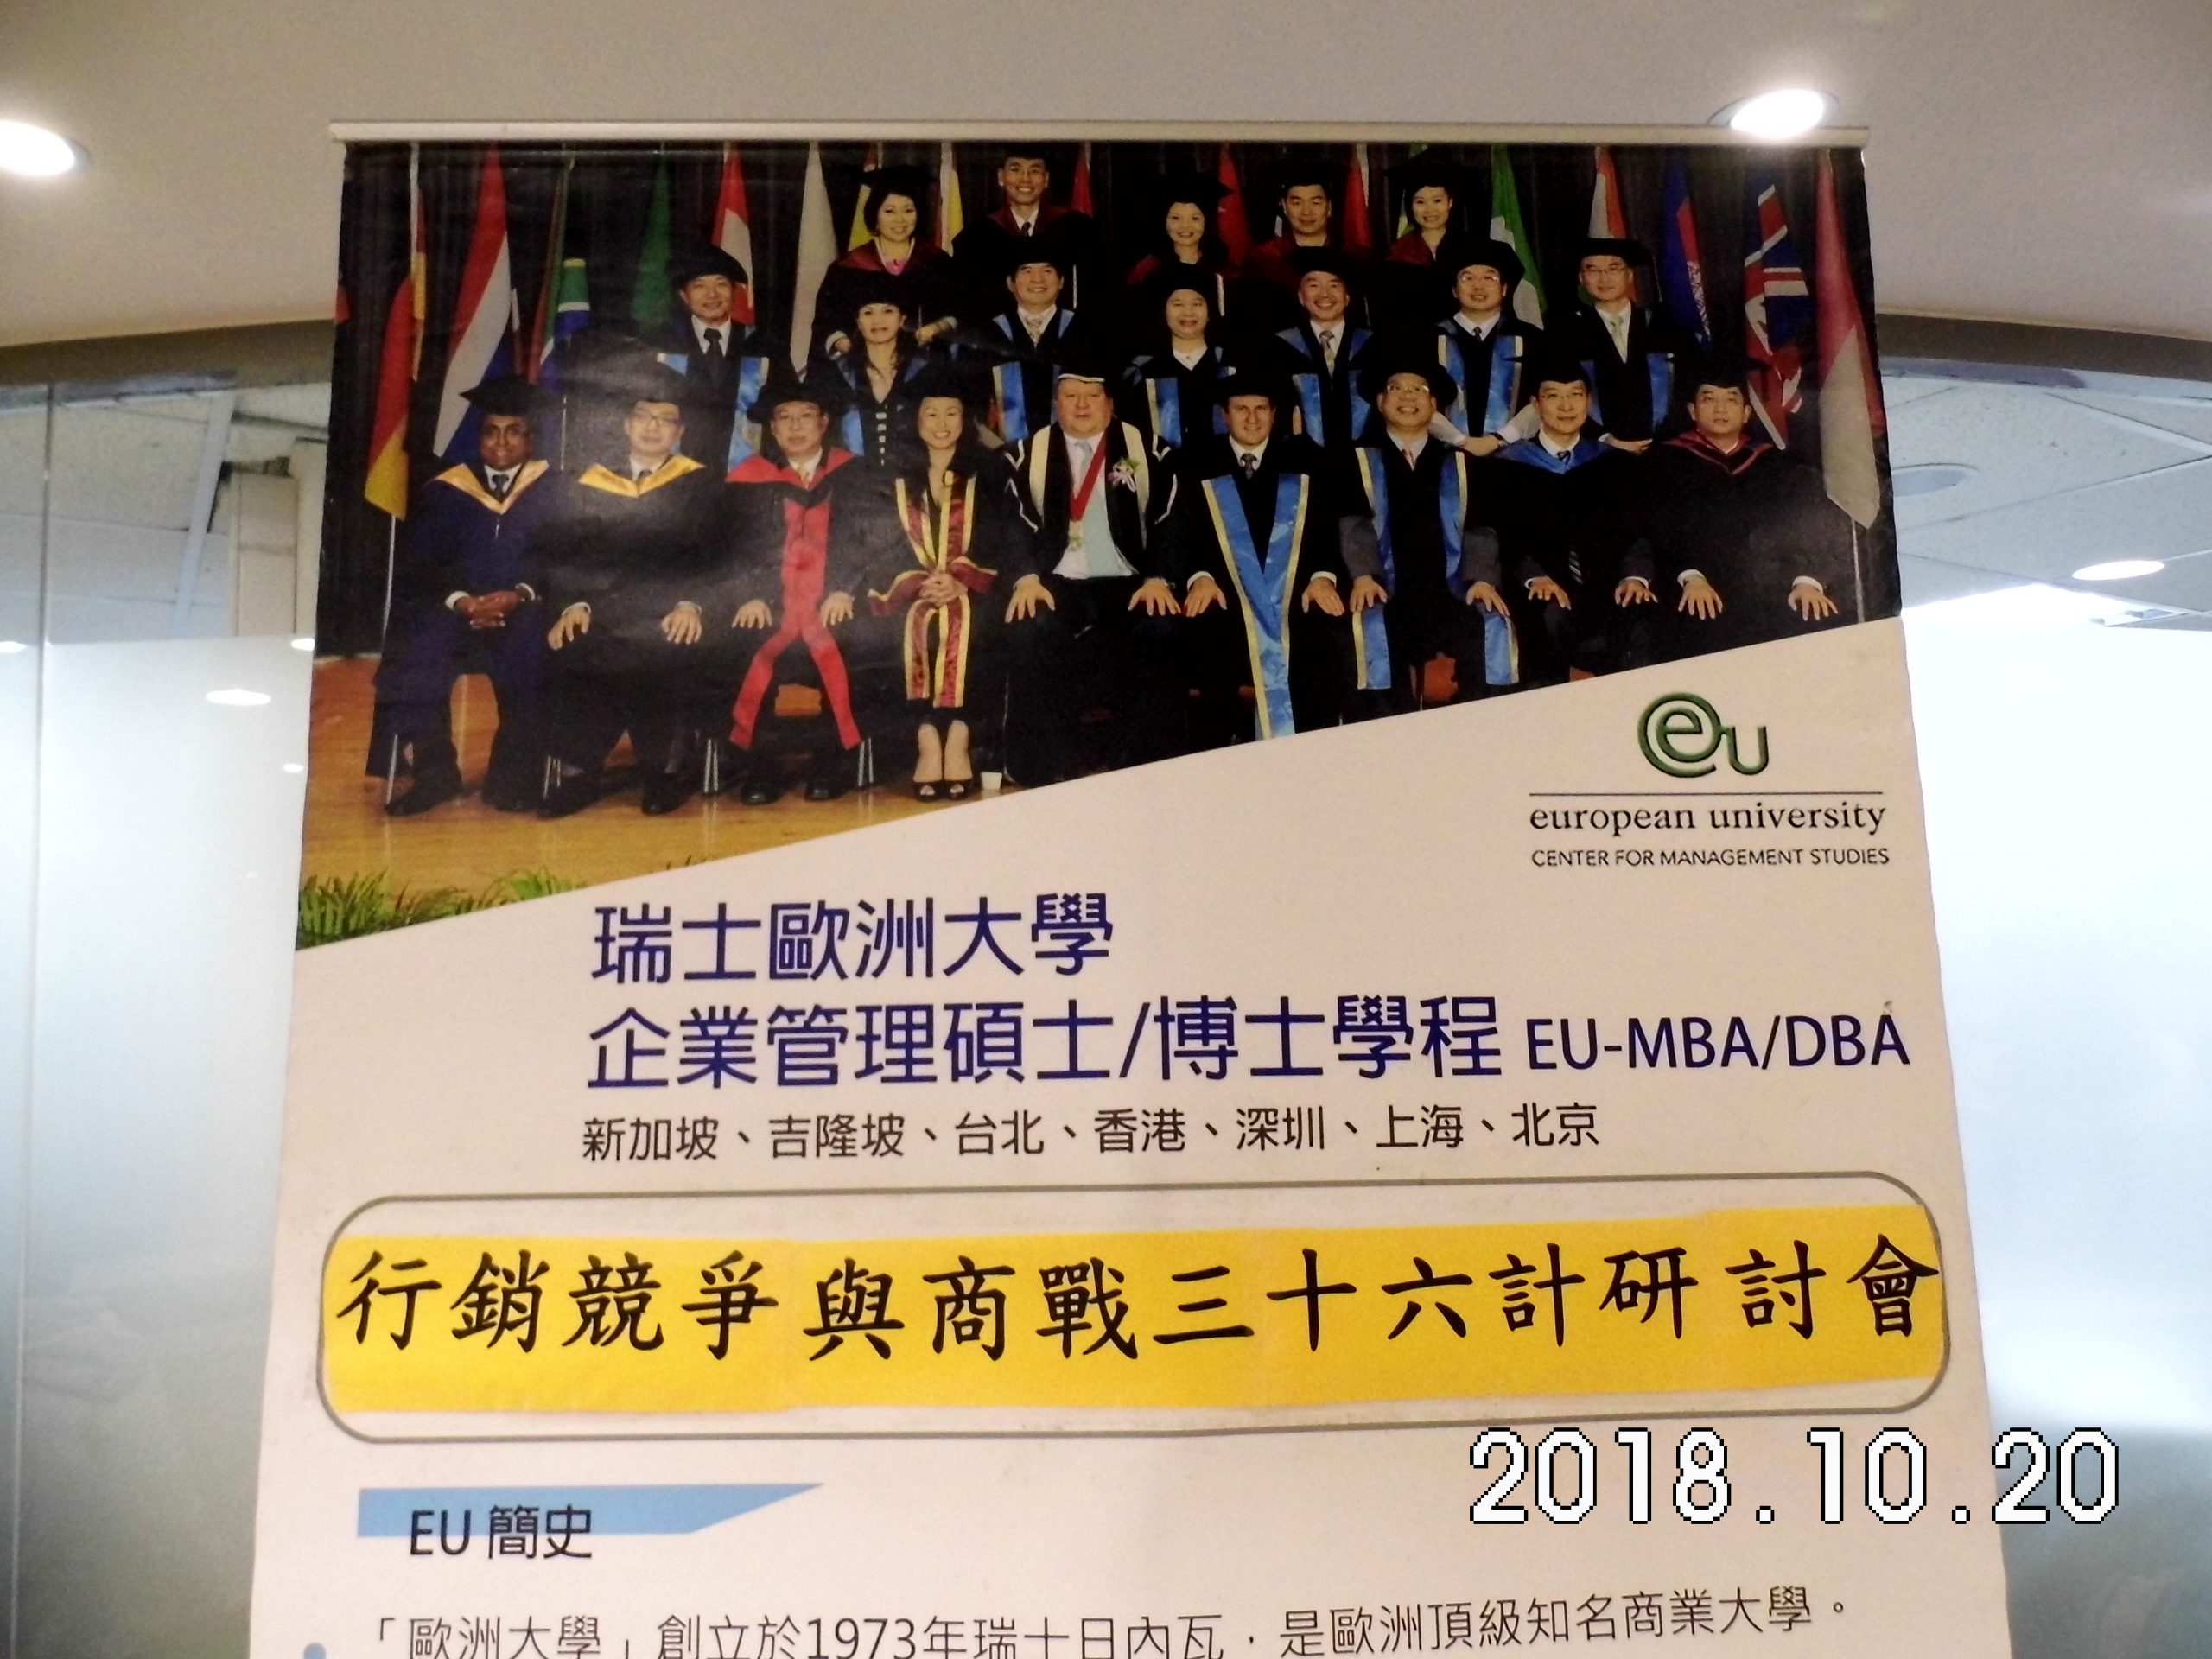 eu
european university
CENTER FOR MANAGEMENT STUDIES
瑞士歐洲大學
企業管理碩士/博士學程 EU-MBA/DBA
新加坡、吉隆坡、台北、香港、深圳、上海、北京
行銷競爭與商戰三十六計研討會
EU 簡史
「歐洲大學」創立於1973年瑞士日內瓦，是歐洲頂級知名商業大學。
2018.10.20